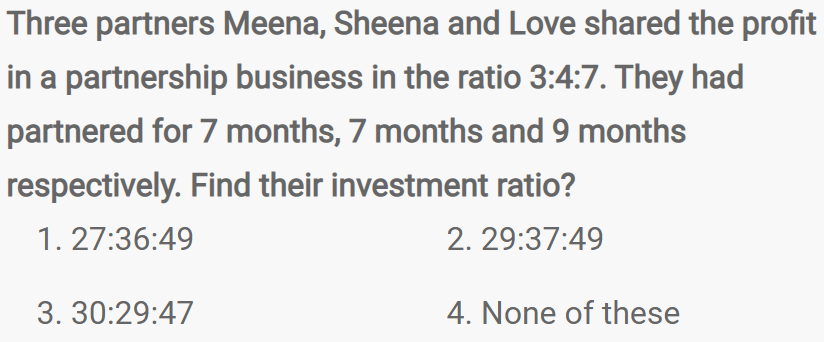 Three partners Meena, Sheena and Love shared the profit
in a partnership business in the ratio 3:4:7. They had
partnered for 7 months, 7 months and 9 months
respectively. Find their investment ratio?
1. 27:36:49 2. 29:37:49
3. 30:29:47 4. None of these